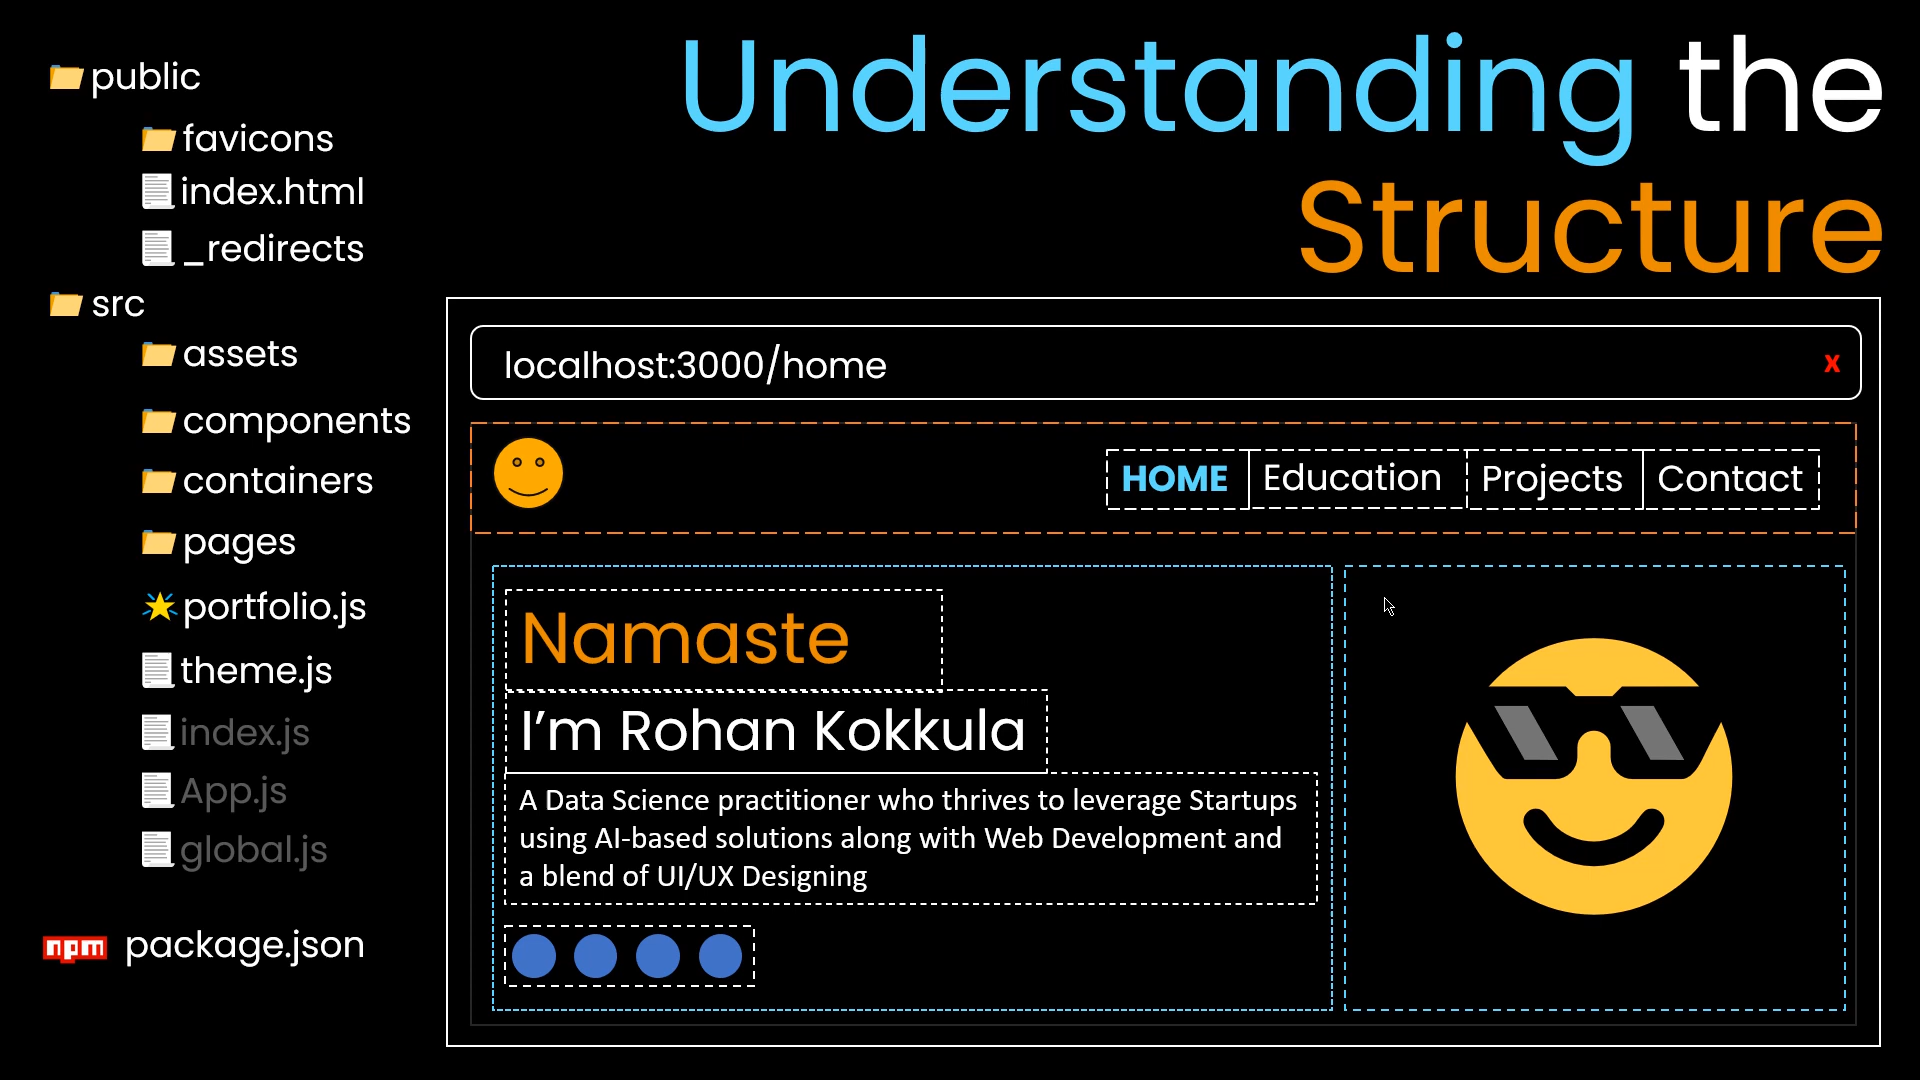 Understanding the
Structure
public
favicons
index.html
_redirects
src
assets
components
containers
pages
portfolio.js
theme.js
index.js
App.js
global.js
npm package.json
localhost:3000/home x
HOME Education Projects Contact
Namaste
I’m Rohan Kokkula
A Data Science practitioner who thrives to leverage Startups
using AI-based solutions along with Web Development and
a blend of UI/UX Designing